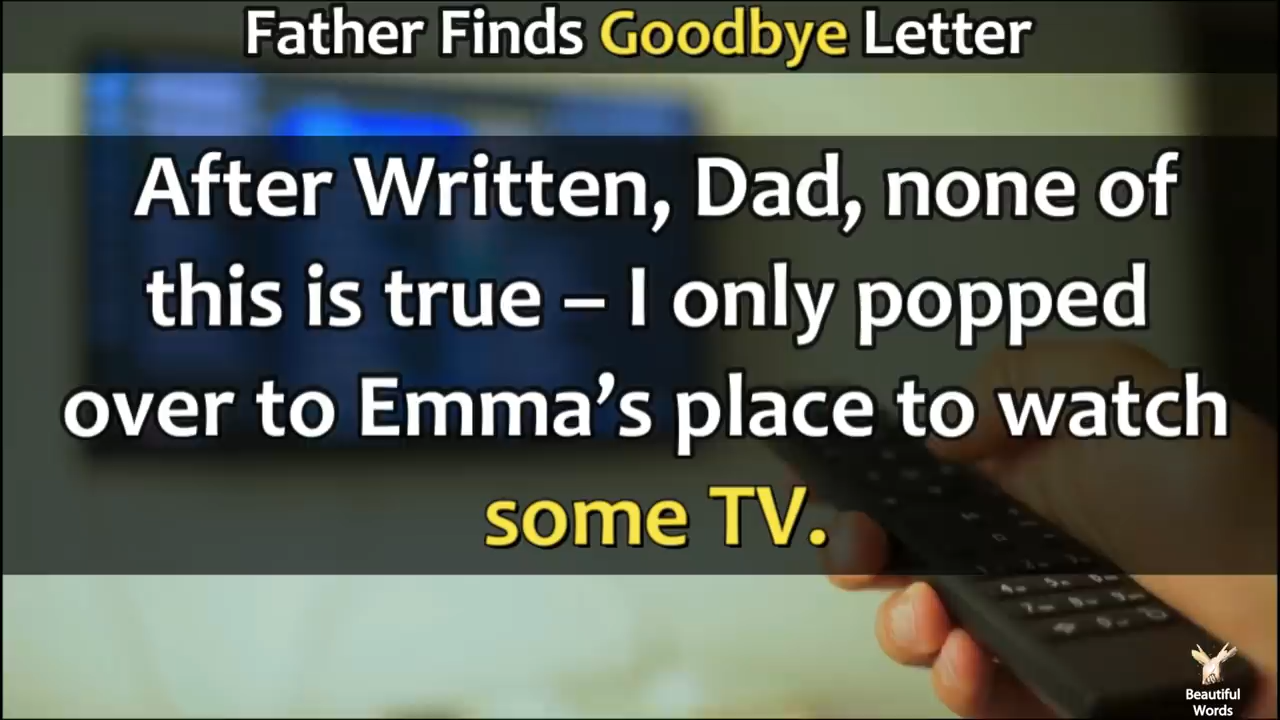 Father Finds Goodbye Letter
After Written, Dad, none of
this is true – I only popped
over to Emma’s place to watch
some TV.
Beautiful
Words